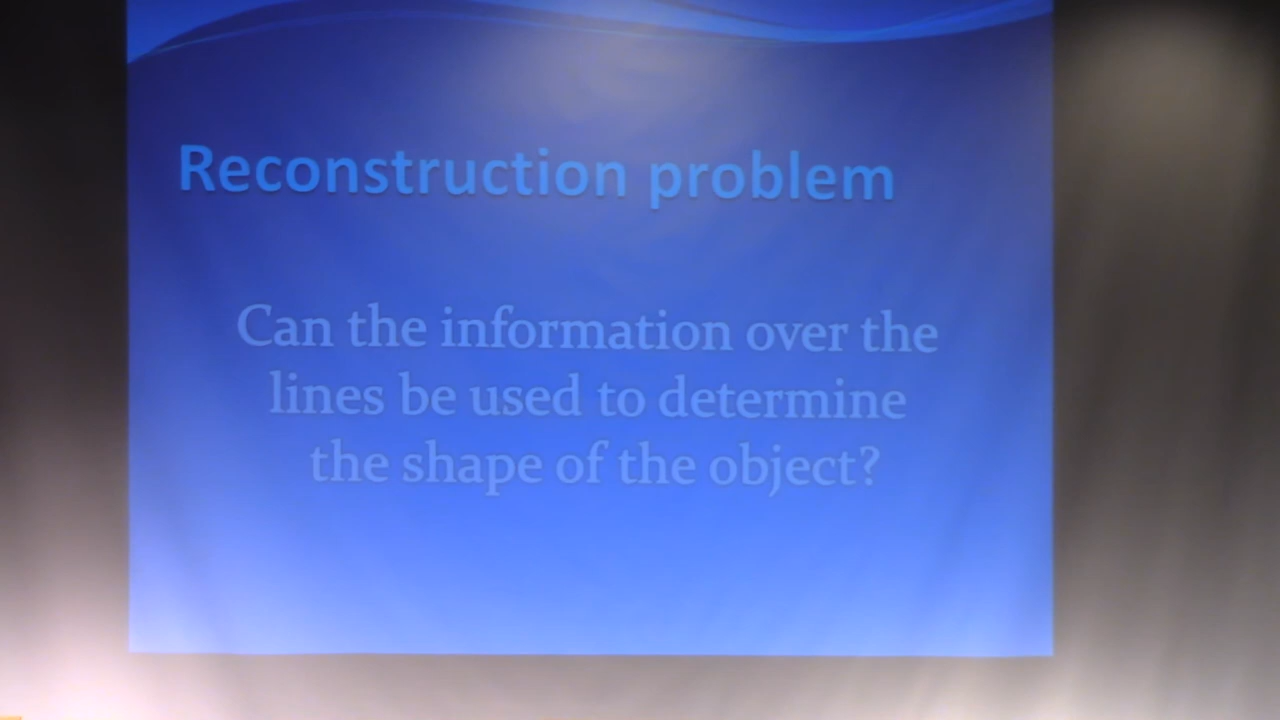 Reconstruction problem
Can the information over the
lines be used to determine
the shape of the object?